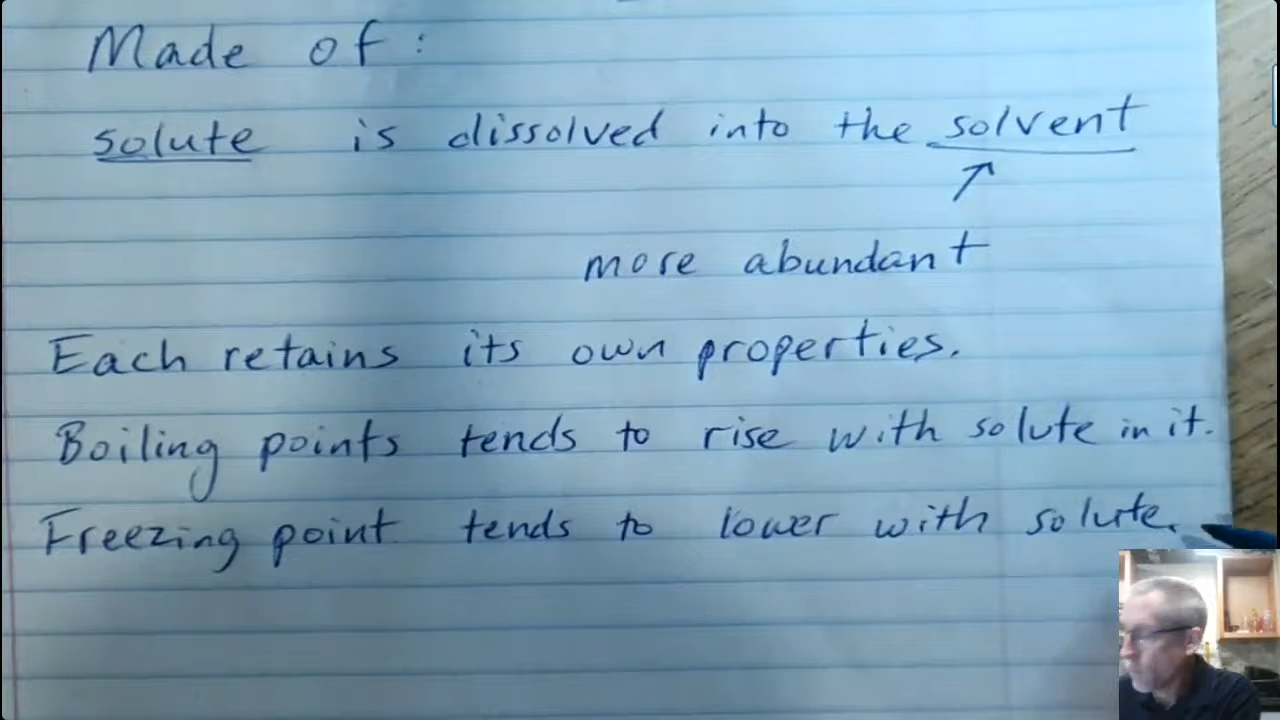 Made of:
solute is dissolved into the solvent
more abundant
Each retains its own properties.
Boiling points tends to rise with solute in it.
Freezing point tends to lower with solute.